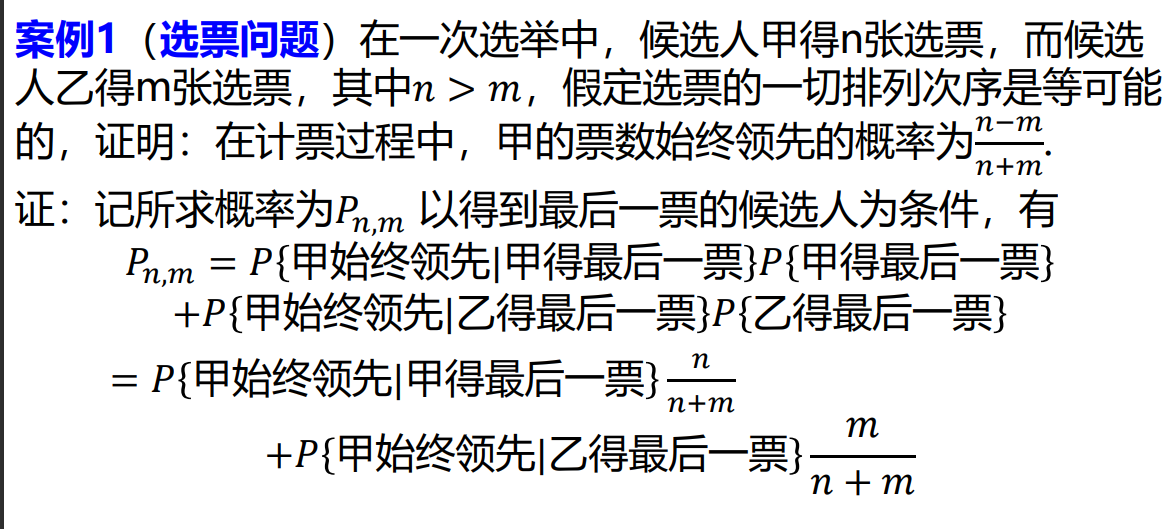 案例1（选票问题）在一次选举中，候选人甲得n张选票，而候选
人乙得m张选票，其中n > m，假定选票的一切排列次序是等可能
的，证明：在计票过程中，甲的票数始终领先的概率为\frac{n-m}{n+m}.
证：记所求概率为P_{n,m} 以得到最后一票的候选人为条件，有
P_{n,m} = P{甲始终领先|甲得最后一票}P{甲得最后一票}
+P{甲始终领先|乙得最后一票}P{乙得最后一票}
= P{甲始终领先|甲得最后一票}\frac{n}{n+m}
+P{甲始终领先|乙得最后一票}\frac{m}{n+m}